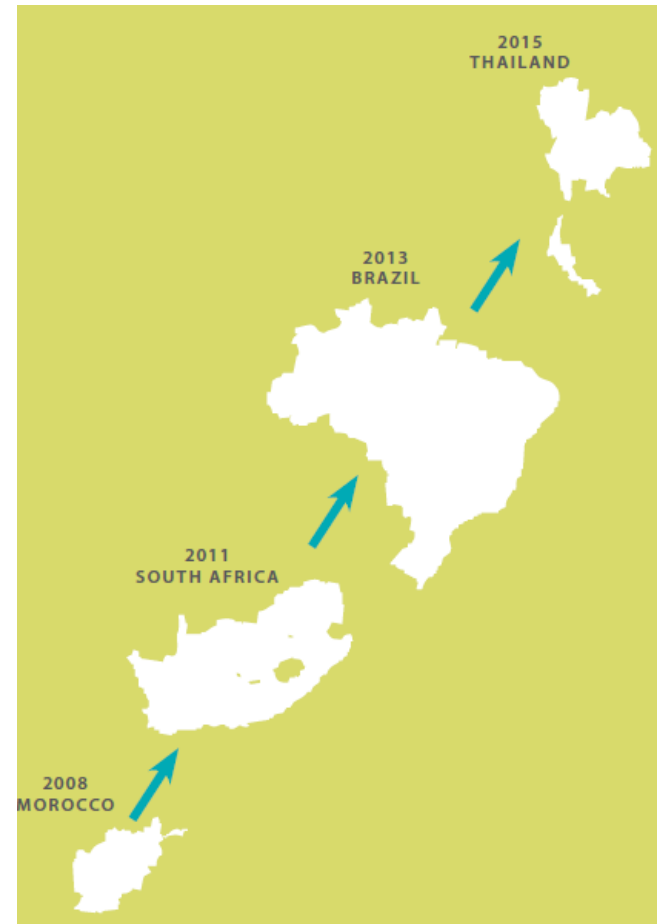 2015
THAILAND
2013
BRAZIL
2011
SOUTH AFRICA
2008
MOROCCO